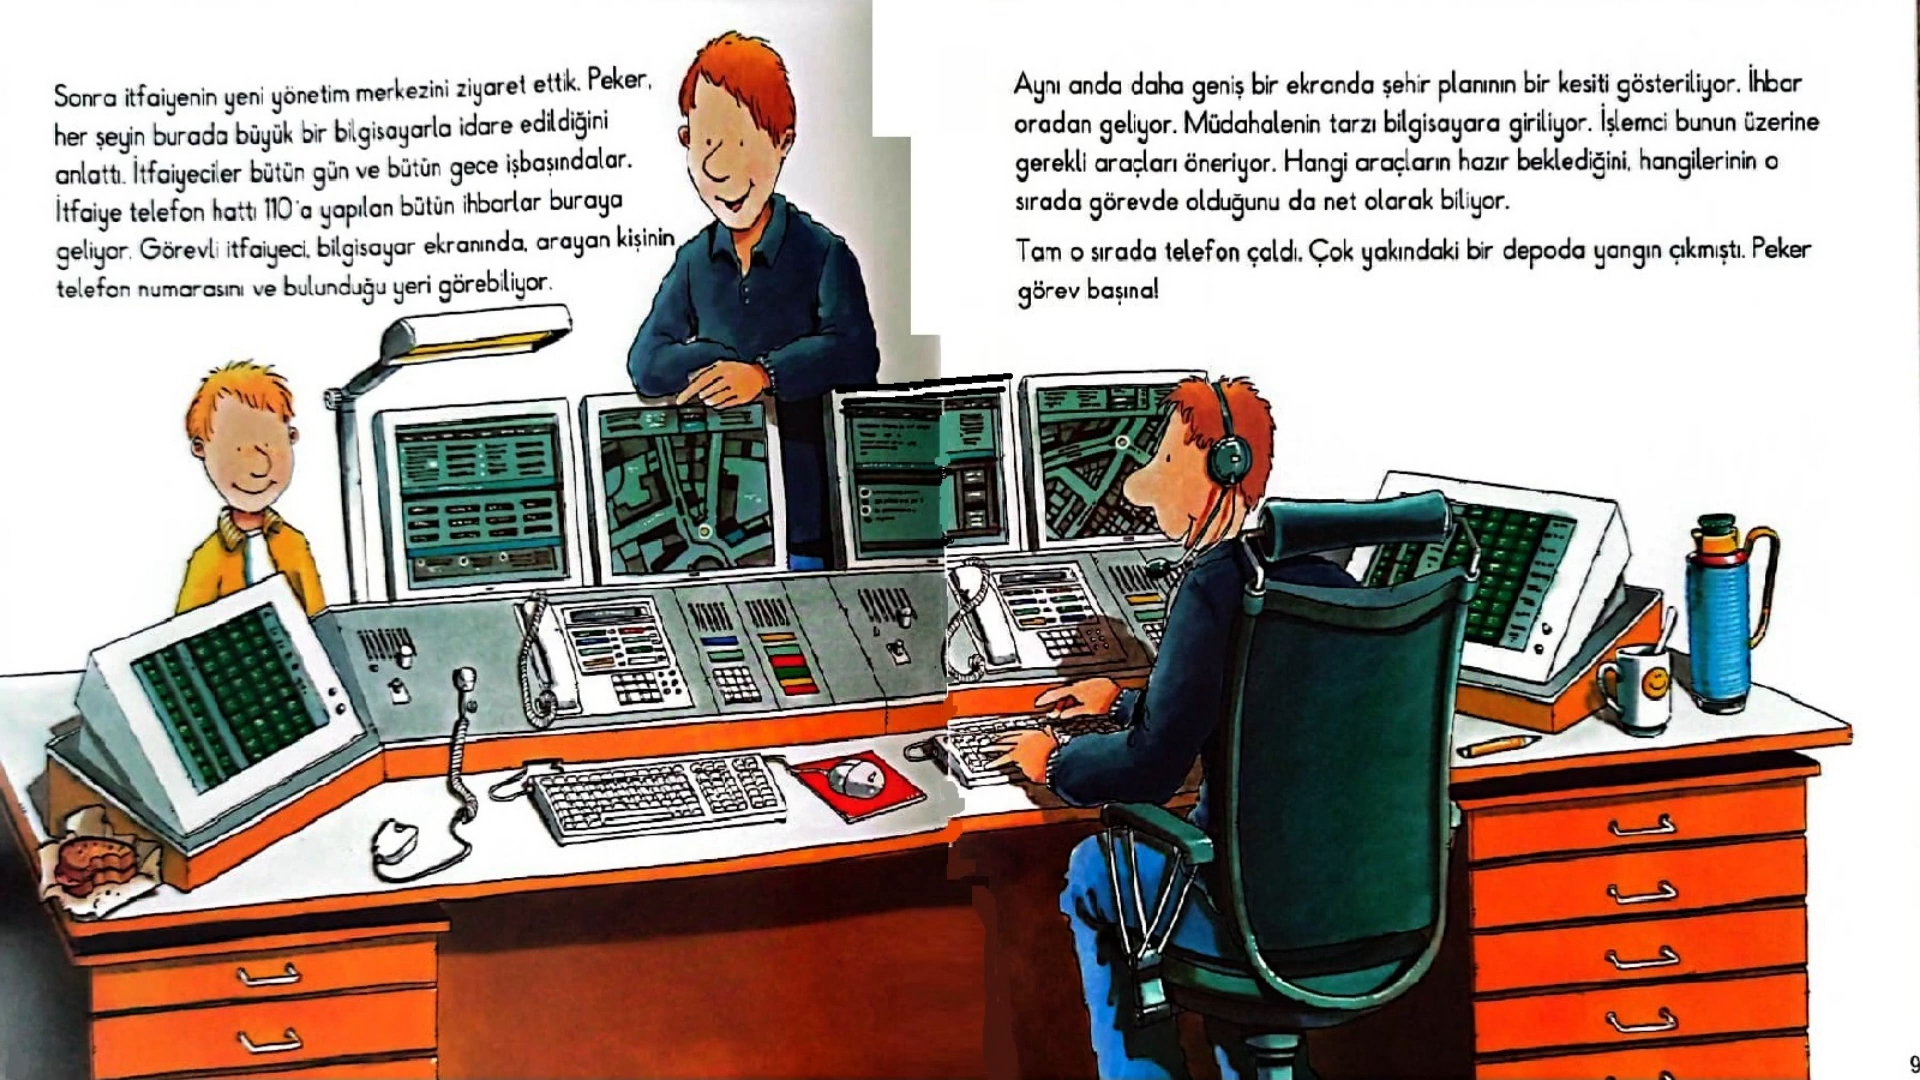 Sonra itfaiyenin yeni yönetim merkezini ziyaret ettik. Peker,
her şeyin burada büyük bir bilgisayarla idare edildiğini
anlattı. İtfaiyeciler bütün gün ve bütün gece işbaşındalar.
İtfaiye telefon hattı 110'a yapılan bütün ihbarlar buraya
geliyor. Görevli itfaiyeci, bilgisayar ekranında, arayan kişinin
telefon numarasını ve bulunduğu yeri görebiliyor.
Aynı anda daha geniş bir ekranda şehir planının bir kesiti gösteriliyor. İhbar
oradan geliyor. Müdahalenin tarzı bilgisayara giriliyor. İşlemci bunun üzerine
gerekli araçları öneriyor. Hangi araçların hazır beklediğini, hangilerinin o
sırada görevde olduğunu da net olarak biliyor.
Tam o sırada telefon çaldı. Çok yakındaki bir depoda yangın çıkmıştı. Peker
görev başına!
9